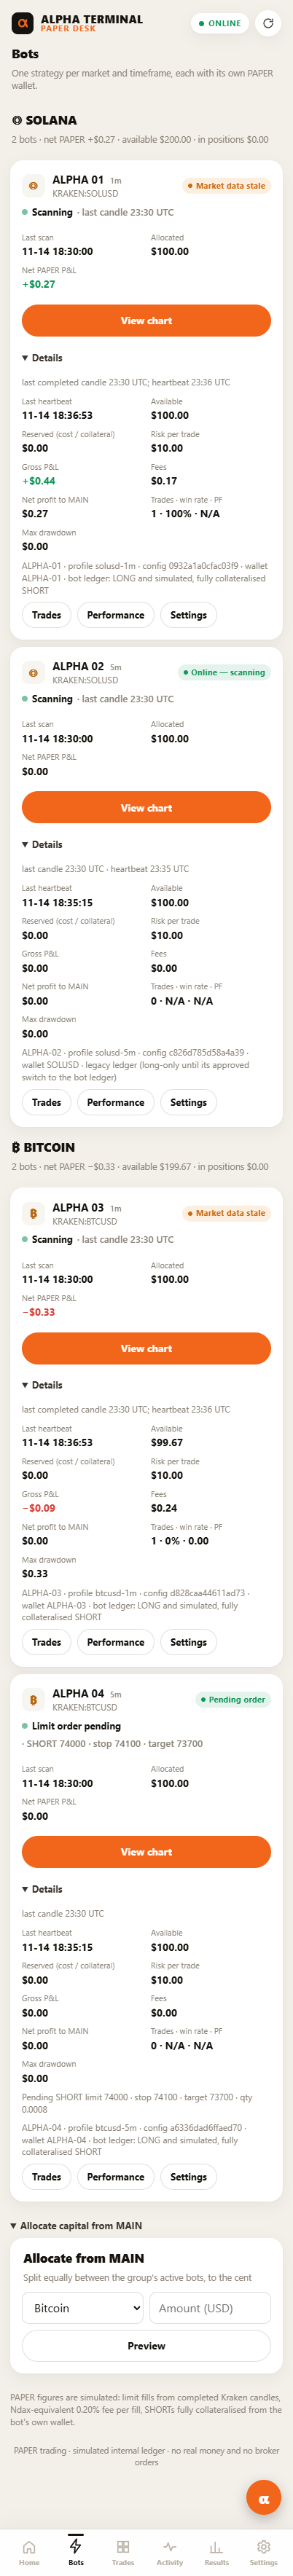 α ALPHA TERMINAL
PAPER DESK
ONLINE
Bots
One strategy per market and timeframe, each with its own PAPER
wallet.
SOLANA
2 bots · net PAPER +$0.27 · available $200.00 · in positions $0.00
ALPHA 01 1m
KRAKEN:SOLUSD
Market data stale
Scanning · last candle 23:30 UTC
Last scan Allocated
11-14 18:30:00 $100.00
Net PAPER P&L
+$0.27
View chart
▼ Details
last completed candle 23:30 UTC; heartbeat 23:36 UTC
Last heartbeat Available
11-14 18:36:53 $100.00
Reserved (cost / collateral) Risk per trade
$0.00 $10.00
Gross P&L Fees
+$0.44 $0.17
Net profit to MAIN Trades · win rate · PF
$0.27 1 · 100% · N/A
Max drawdown
$0.00
ALPHA-01 · profile solusd-1m · config 0932a1a0cfac03f9 · wallet
ALPHA-01 · bot ledger: LONG and simulated, fully collateralised
SHORT
Trades Performance Settings
ALPHA 02 5m
KRAKEN:SOLUSD
Online — scanning
Scanning · last candle 23:30 UTC
Last scan Allocated
11-14 18:30:00 $100.00
Net PAPER P&L
$0.00
View chart
▼ Details
last candle 23:30 UTC · heartbeat 23:35 UTC
Last heartbeat Available
11-14 18:35:15 $100.00
Reserved (cost / collateral) Risk per trade
$0.00 $10.00
Gross P&L Fees
$0.00 $0.00
Net profit to MAIN Trades · win rate · PF
$0.00 0 · N/A · N/A
Max drawdown
$0.00
ALPHA-02 · profile solusd-5m · config c826d785d58a4a39 ·
wallet SOLUSD · legacy ledger (long-only until its approved
switch to the bot ledger)
Trades Performance Settings
₿ BITCOIN
2 bots · net PAPER −$0.33 · available $199.67 · in positions $0.00
₿ ALPHA 03 1m
KRAKEN:BTCUSD
Market data stale
Scanning · last candle 23:30 UTC
Last scan Allocated
11-14 18:30:00 $100.00
Net PAPER P&L
−$0.33
View chart
▼ Details
last completed candle 23:30 UTC; heartbeat 23:36 UTC
Last heartbeat Available
11-14 18:36:53 $99.67
Reserved (cost / collateral) Risk per trade
$0.00 $10.00
Gross P&L Fees
−$0.09 $0.24
Net profit to MAIN Trades · win rate · PF
$0.00 1 · 0% · 0.00
Max drawdown
$0.33
ALPHA-03 · profile btcusd-1m · config d828caa44611ad73 ·
wallet ALPHA-03 · bot ledger: LONG and simulated, fully
collateralised SHORT
Trades Performance Settings
₿ ALPHA 04 5m
KRAKEN:BTCUSD
Pending order
Limit order pending
· SHORT 74000 · stop 74100 · target 73700
Last scan Allocated
11-14 18:30:00 $100.00
Net PAPER P&L
$0.00
View chart
▼ Details
last candle 23:30 UTC
Last heartbeat Available
11-14 18:35:15 $100.00
Reserved (cost / collateral) Risk per trade
$0.00 $10.00
Gross P&L Fees
$0.00 $0.00
Net profit to MAIN Trades · win rate · PF
$0.00 0 · N/A · N/A
Max drawdown
$0.00
Pending SHORT limit 74000 · stop 74100 · target 73700 · qty
0.0008
ALPHA-04 · profile btcusd-5m · config a6336dad6ffaed70 ·
wallet ALPHA-04 · bot ledger: LONG and simulated, fully
collateralised SHORT
Trades Performance Settings
▼ Allocate capital from MAIN
Allocate from MAIN
Split equally between the group's active bots, to the cent
Bitcoin Amount (USD)
Preview
PAPER figures are simulated: limit fills from completed Kraken candles,
Ndax-equivalent 0.20% fee per fill, SHORTs fully collateralised from the
bot's own wallet.
PAPER trading · simulated internal ledger · no real money and no broker
orders
α
Home Bots Trades Activity Results Settings